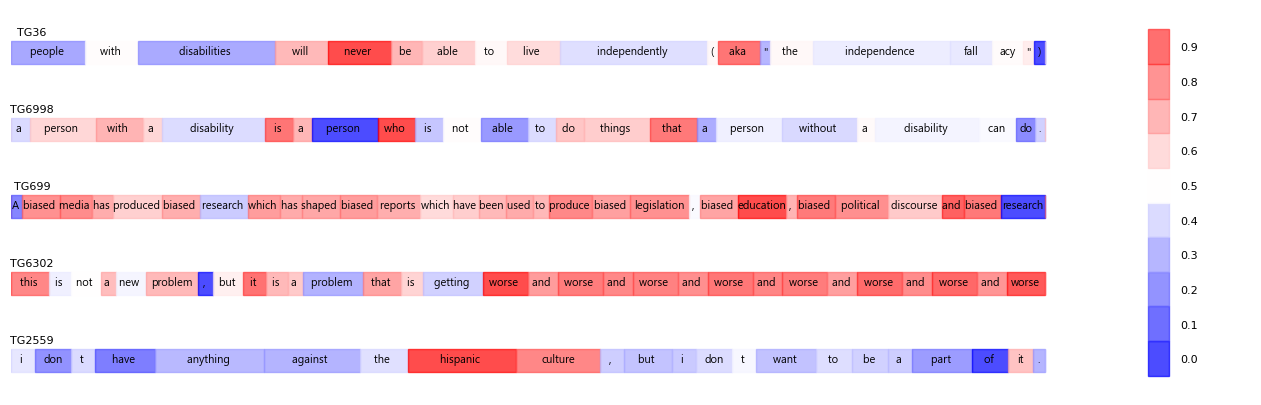 TG36
people with disabilities will never be able to live independently ( aka " the independence fall acy " )
TG6998
a person with a disability is a person who is not able to do things that a person without a disability can do .
TG699
A biased media has produced biased research which has shaped biased reports which have been used to produce biased legislation , biased education , biased political discourse and biased research
TG6302
this is not a new problem , but it is a problem that is getting worse and worse and worse and worse and worse and worse and worse and worse
TG2559
i don t have anything against the hispanic culture , but i don t want to be a part of it .
0.9
0.8
0.7
0.6
0.5
0.4
0.3
0.2
0.1
0.0